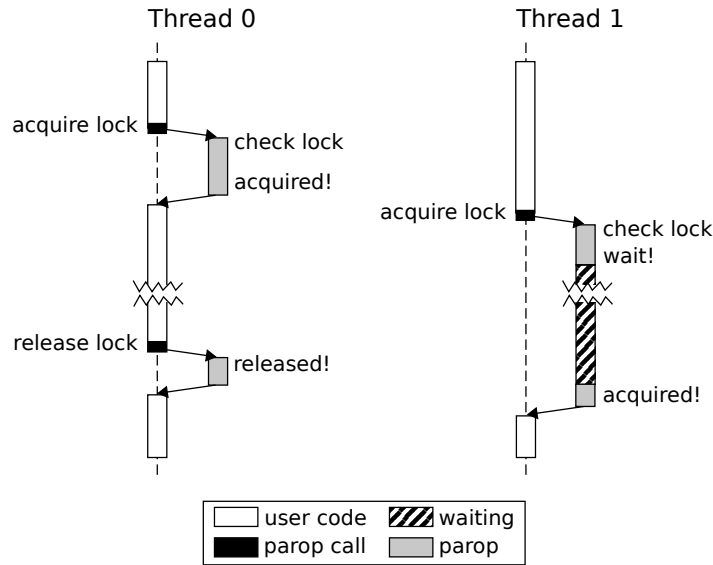 Thread 0
Thread 1
acquire lock
check lock
acquired!
acquire lock
check lock
wait!
release lock
released!
acquired!
user code
waiting
parop call
parop